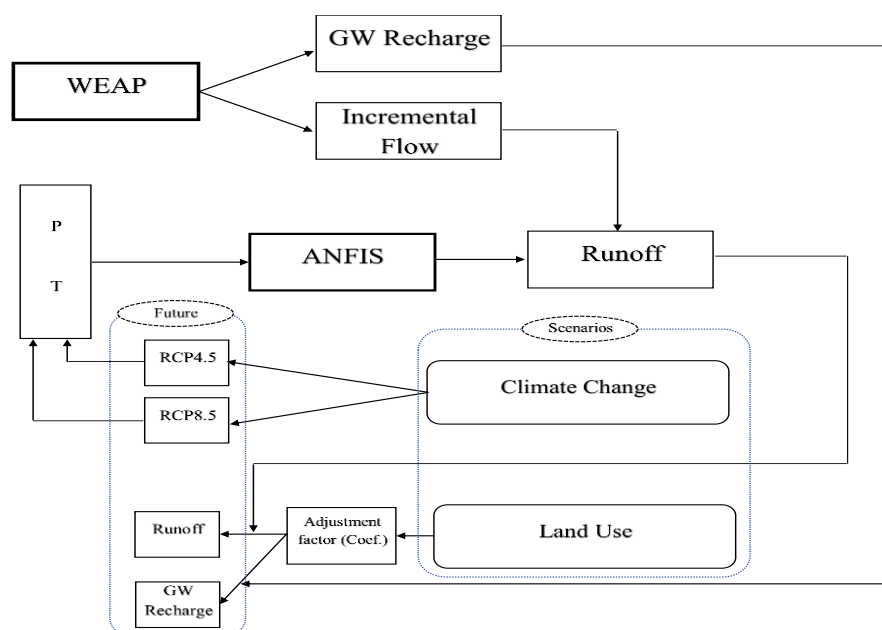 GW Recharge
WEAP
Incremental
Flow
P
T
ANFIS
Runoff
Future
Scenarios
RCP4.5
Climate Change
RCP8.5
Runoff
Adjustment
factor (Coef.)
Land Use
GW
Recharge